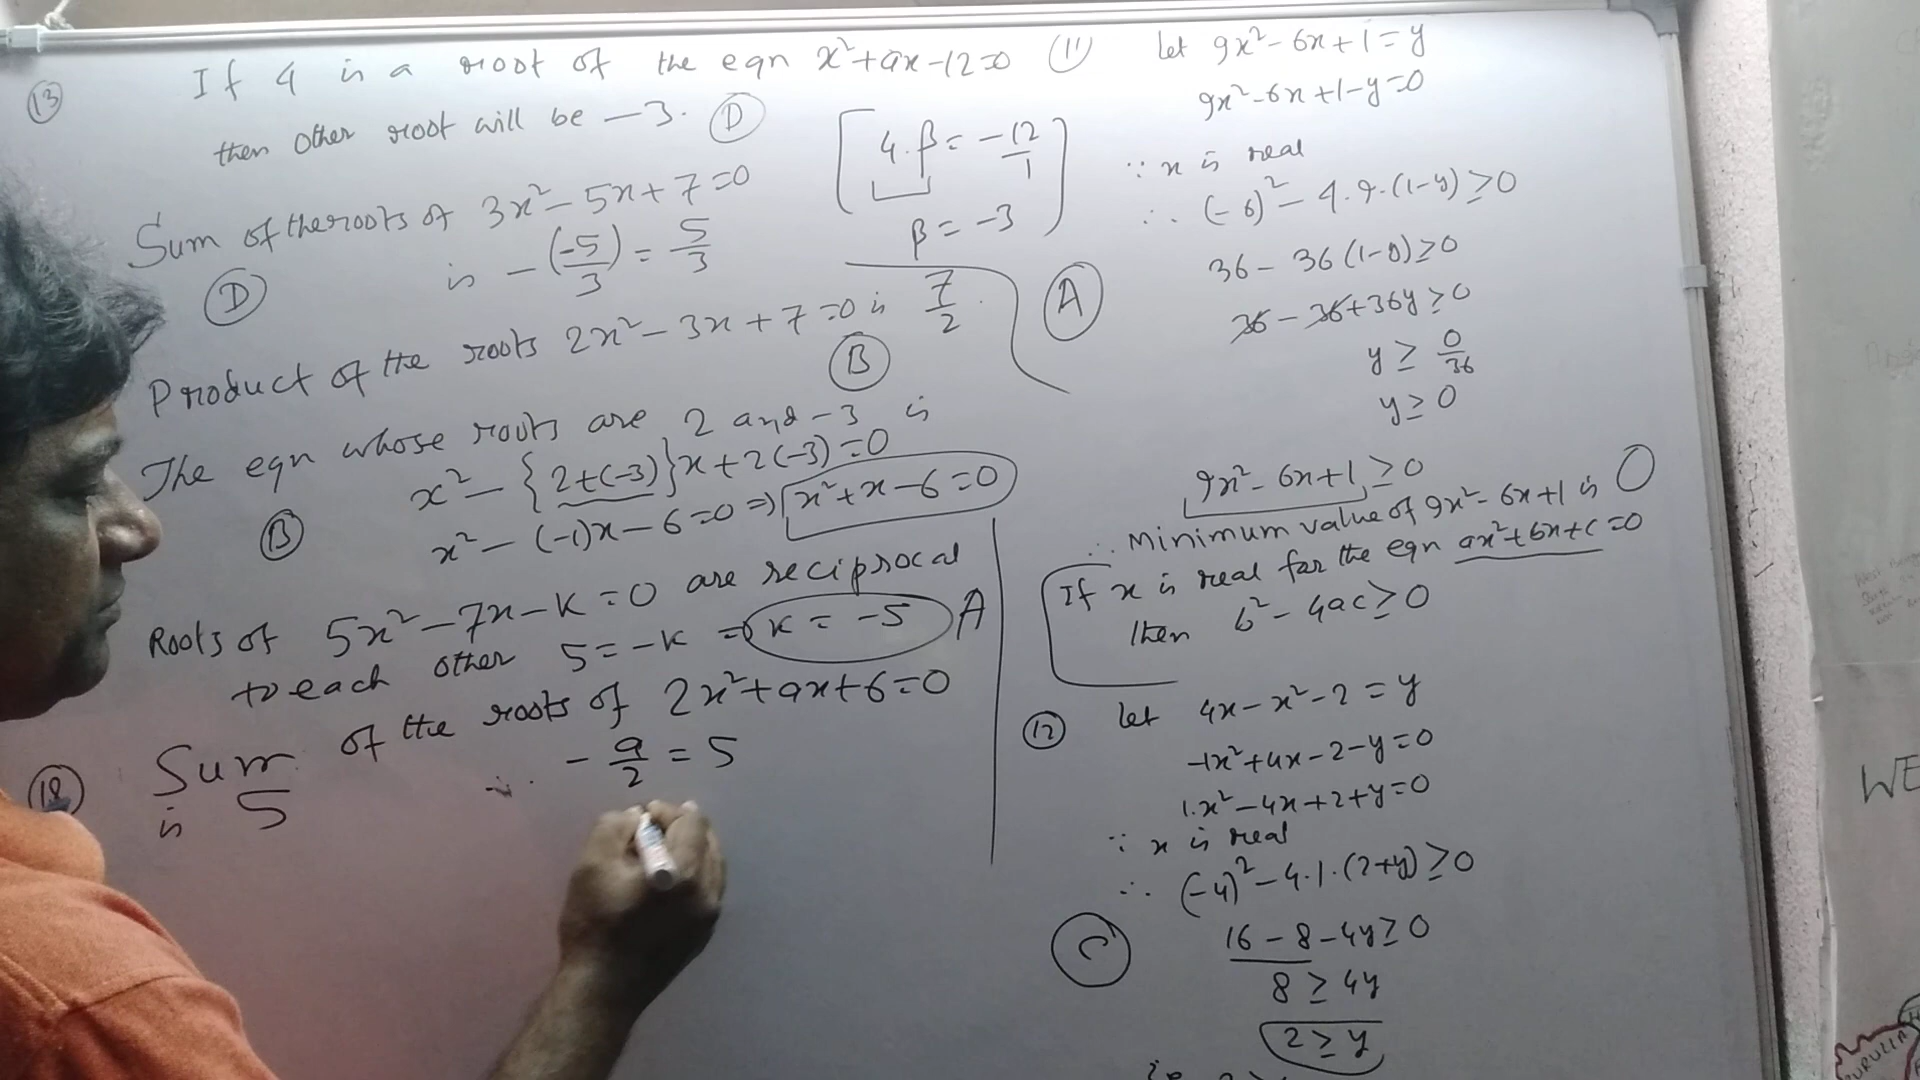 (13) If 4 is a root of the eqn x²+ax-12=0
then other root will be -3. (D)
[4.β = -12/1
β = -3]
Sum of the roots of 3x²-5x+7=0
is -(-5/3) = 5/3
(D)
Product of the roots 2x²-3x+7=0 is 7/2.
(B)
The eqn whose roots are 2 and -3 is
x²-{2+(-3)}x+2(-3)=0
(B) x²-(-1)x-6=0 ⇒ x²+x-6=0
Roots of 5x²-7x-K=0 are reciprocal
to each other 5=-K ⇒ K = -5 A
(18) Sum of the roots of 2x²+ax+6=0
is 5 ∴ -a/2 = 5
(11) let 9x²-6x+1=y
9x²-6x+1-y=0
∵ x is real
∴ (-6)²-4.9.(1-y)≥0
36-36(1-y)≥0
(A) 36-36+36y≥0
y ≥ 0/36
y≥0
9x²-6x+1≥0
∴ Minimum value of 9x²-6x+1 is 0
If x is real for the eqn ax²+bx+c=0
then b²-4ac≥0
(12) let 4x-x²-2=y
-1x²+4x-2-y=0
1.x²-4x+2+y=0
∵ x is real
∴ (-4)²-4.1.(2+y)≥0
(C) 16-8-4y≥0
8≥4y
2≥y
WE